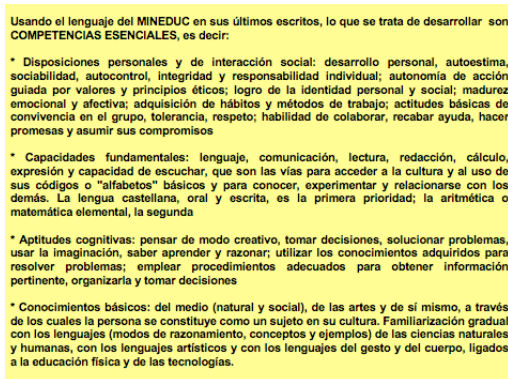 Usando el lenguaje del MINEDUC en sus últimos escritos, lo que se trata de desarrollar son
COMPETENCIAS ESENCIALES, es decir:
* Disposiciones personales y de interacción social: desarrollo personal, autoestima,
sociabilidad, autocontrol, integridad y responsabilidad individual; autonomía de acción
guiada por valores y principios éticos; logro de la identidad personal y social; madurez
emocional y afectiva; adquisición de hábitos y métodos de trabajo; actitudes básicas de
convivencia en el grupo, tolerancia, respeto; habilidad de colaborar, recabar ayuda, hacer
promesas y asumir sus compromisos
* Capacidades fundamentales: lenguaje, comunicación, lectura, redacción, cálculo,
expresión y capacidad de escuchar, que son las vías para acceder a la cultura y al uso de
sus códigos o "alfabetos" básicos y para conocer, experimentar y relacionarse con los
demás. La lengua castellana, oral y escrita, es la primera prioridad; la aritmética o
matemática elemental, la segunda
* Aptitudes cognitivas: pensar de modo creativo, tomar decisiones, solucionar problemas,
usar la imaginación, saber aprender y razonar; utilizar los conocimientos adquiridos para
resolver problemas; emplear procedimientos adecuados para obtener información
pertinente, organizarla y tomar decisiones
* Conocimientos básicos: del medio (natural y social), de las artes y de sí mismo, a través
de los cuales la persona se constituye como un sujeto en su cultura. Familiarización gradual
con los lenguajes (modos de razonamiento, conceptos y ejemplos) de las ciencias naturales
y humanas, con los lenguajes artísticos y con los lenguajes del gesto y del cuerpo, ligados
a la educación física y de las tecnologías.